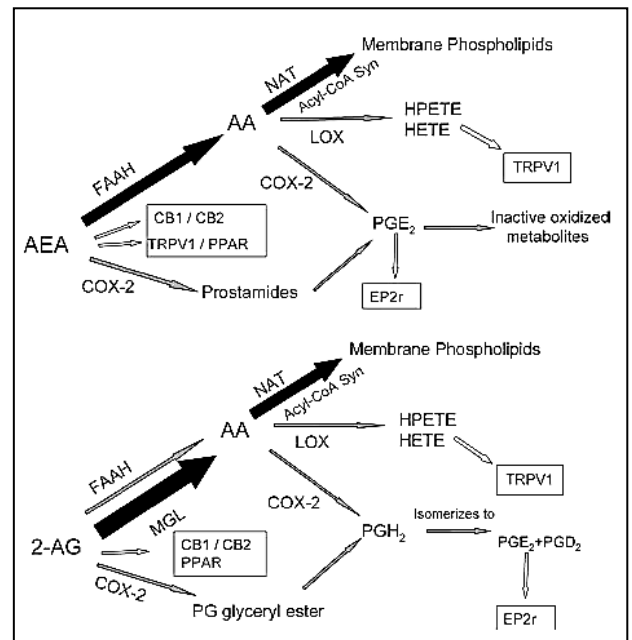 Membrane Phospholipids
NAT
Acyl-CoA Syn
AA
HPETE
HETE
LOX
TRPV1
FAAH
COX-2
CB1 / CB2
TRPV1 / PPAR
AEA
PGE2
Inactive oxidized
metabolites
COX-2
Prostamides
EP2r
Membrane Phospholipids
NAT
Acyl-CoA Syn
AA
HPETE
HETE
LOX
TRPV1
FAAH
MGL
COX-2
2-AG
CB1 / CB2
PPAR
PGH2
Isomerizes to
PGE2+PGD2
COX-2
PG glyceryl ester
EP2r